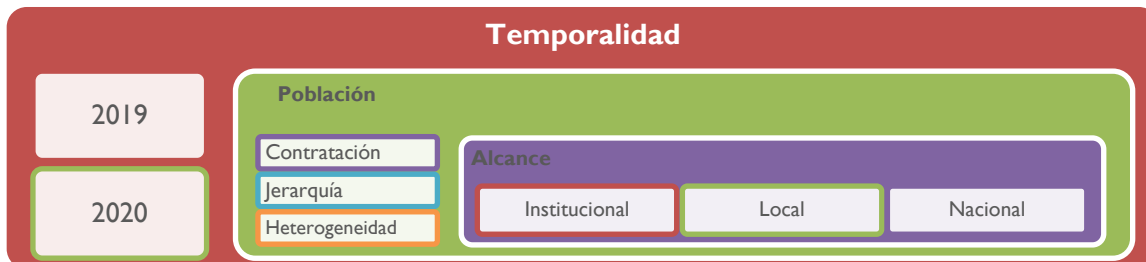 Temporalidad
2019
2020
Población
Contratación
Jerarquía
Heterogeneidad
Alcance
Institucional
Local
Nacional